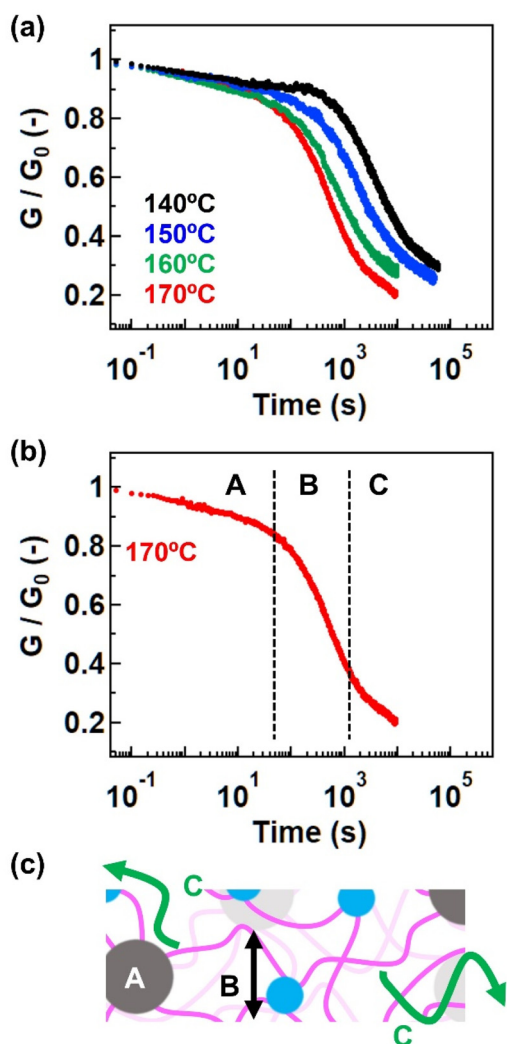 (a)
G / G₀ (-)
1
0.8
0.6
0.4
0.2
140ºC
150ºC
160ºC
170ºC
10⁻¹ 10¹ 10³ 10⁵
Time (s)
(b)
A B C
G / G₀ (-)
1
0.8
0.6
0.4
0.2
170ºC
10⁻¹ 10¹ 10³ 10⁵
Time (s)
(c)
C
A
B
C